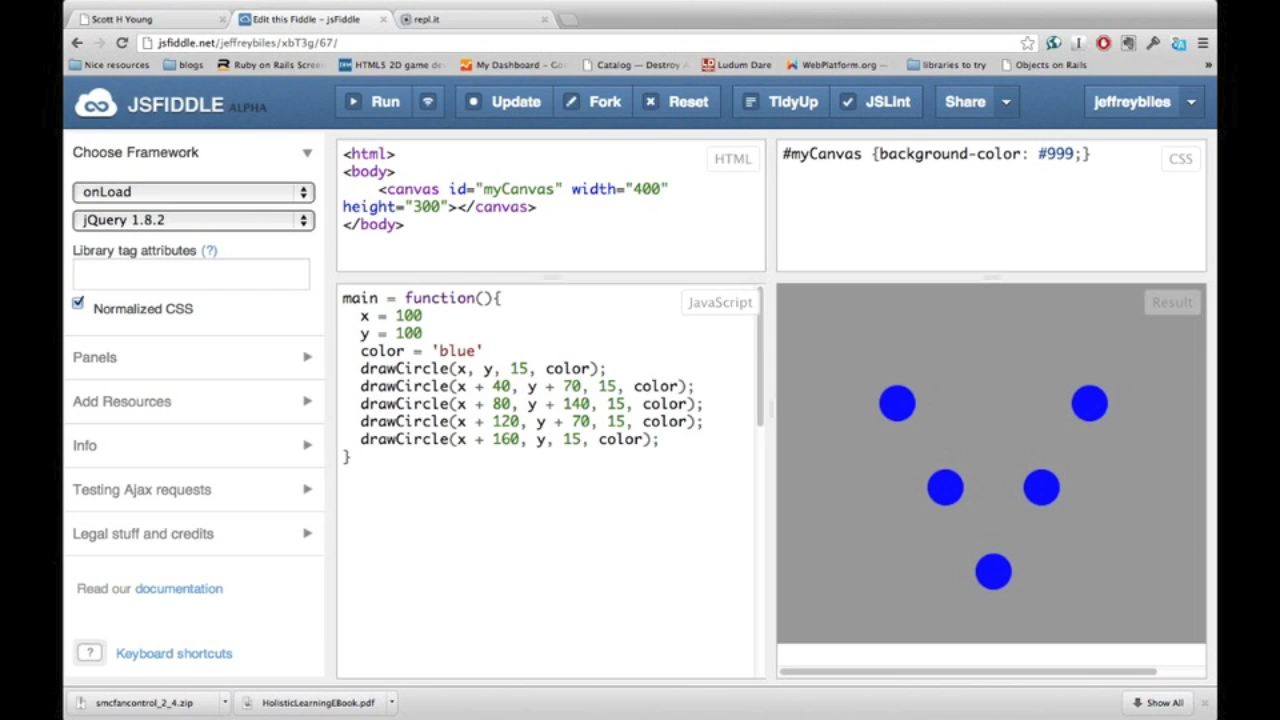 Scott H Young
Edit this Fiddle - jsFiddle
repl.it
jsfiddle.net/jeffreybiles/xbT3g/67/
Nice resources
blogs
Ruby on Rails Scree
HTML5 2D game de
My Dashboard - Go
Catalog — Destroy A
Ludum Dare
WebPlatform.org —
libraries to try
Objects on Rails
»
JSFIDDLE ALPHA
Run
Update
Fork
Reset
TidyUp
JSLint
Share
jeffreybiles
Choose Framework
onLoad
jQuery 1.8.2
Library tag attributes (?)
Normalized CSS
Panels
Add Resources
Info
Testing Ajax requests
Legal stuff and credits
Read our documentation
? Keyboard shortcuts
HTML
<html>
<body>
    <canvas id="myCanvas" width="400"
height="300"></canvas>
</body>
#myCanvas {background-color: #999;}
CSS
JavaScript
main = function(){
  x = 100
  y = 100
  color = 'blue'
  drawCircle(x, y, 15, color);
  drawCircle(x + 40, y + 70, 15, color);
  drawCircle(x + 80, y + 140, 15, color);
  drawCircle(x + 120, y + 70, 15, color);
  drawCircle(x + 160, y, 15, color);
}
Result
smcfancontrol_2_4.zip
HolisticLearningEBook.pdf
Show All